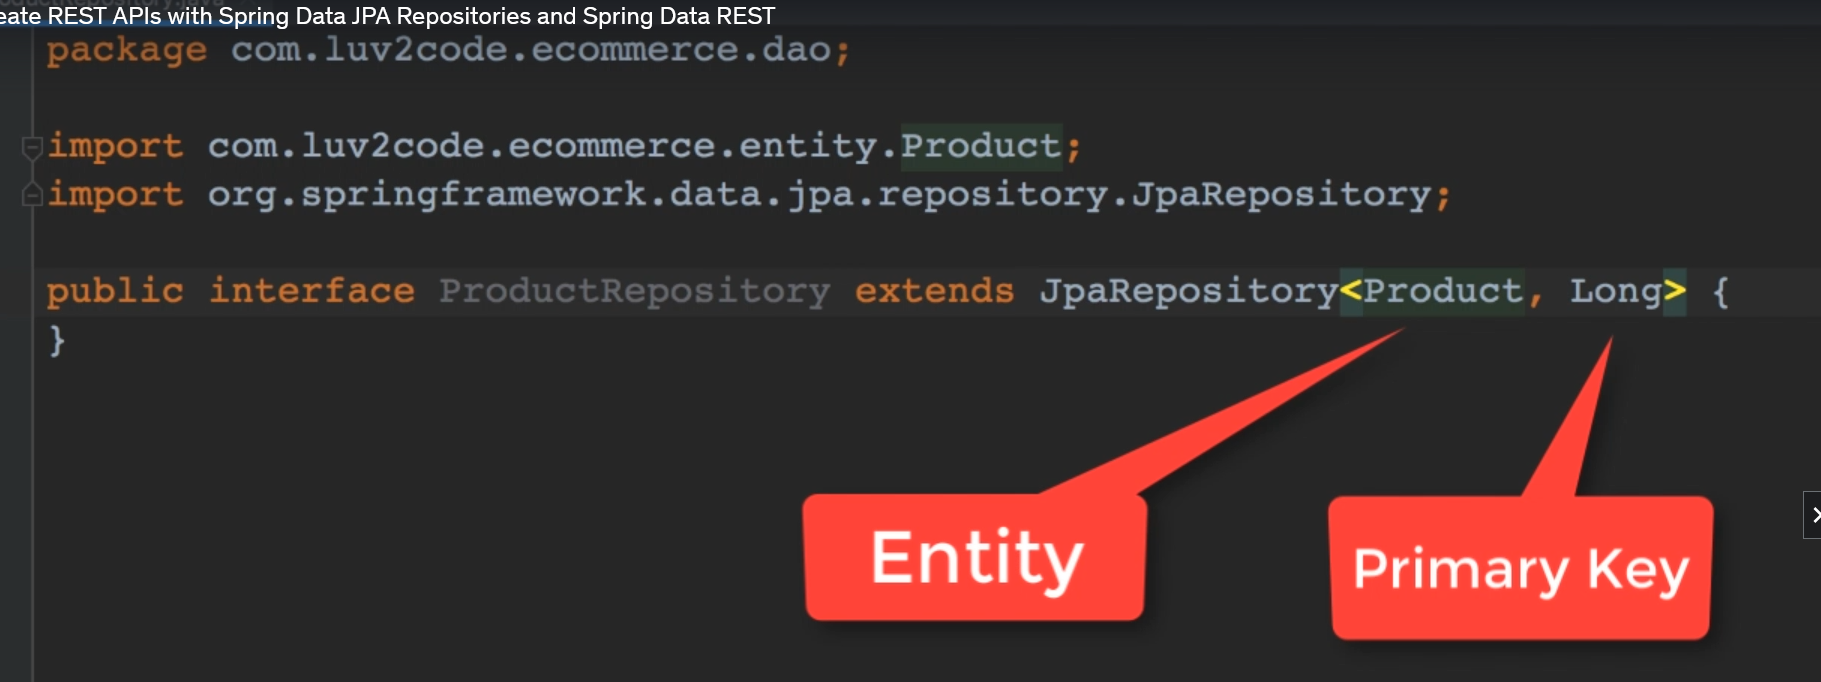 eate REST APIs with Spring Data JPA Repositories and Spring Data REST
package com.luv2code.ecommerce.dao;
import com.luv2code.ecommerce.entity.Product;
import org.springframework.data.jpa.repository.JpaRepository;
public interface ProductRepository extends JpaRepository<Product, Long> {
}
Entity
Primary Key